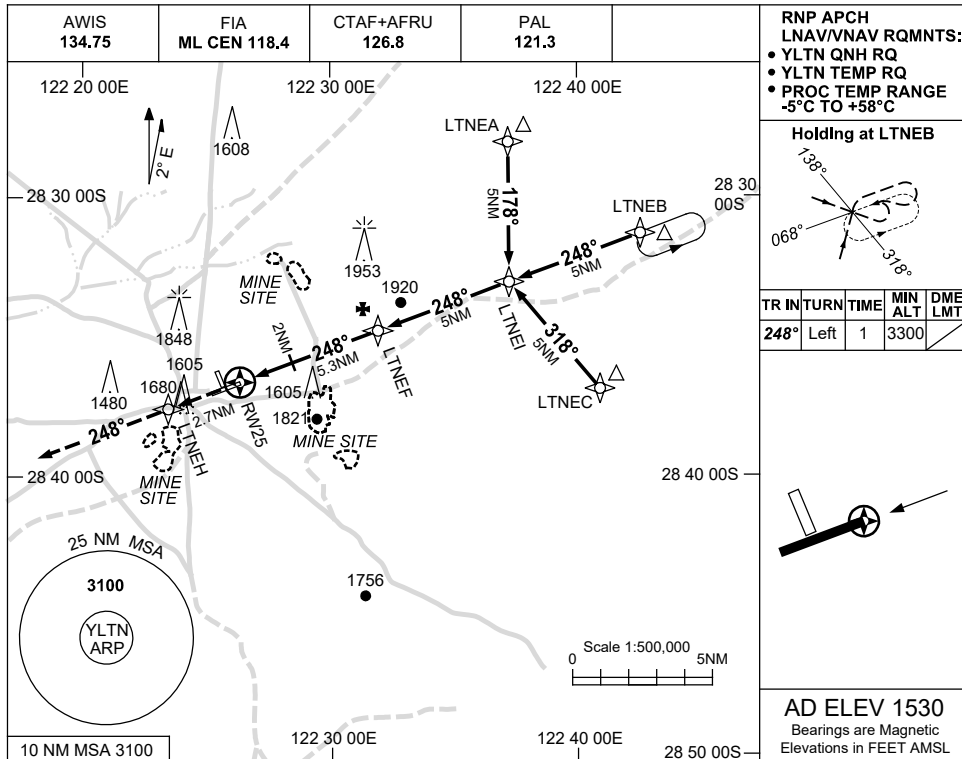 AWIS
134.75
FIA
ML CEN 118.4
CTAF+AFRU
126.8
PAL
121.3
RNP APCH
LNAV/VNAV RQMNTS:
• YLTN QNH RQ
• YLTN TEMP RQ
• PROC TEMP RANGE
-5°C TO +58°C
122 20 00E
122 30 00E
122 40 00E
LTNEA
1608
2° E
178°
5NM
28 30 00S
28 30
00S
LTNEB
248°
5NM
1953
1920
MINE
SITE
248°
5NM
LTNEI
318°
5NM
LTNEC
1848
2NM
248°
5.3NM
LTNEF
1605
1680
1480
1605
1821
2.7NM
RW25
248°
LTNEH
MINE SITE
MINE
SITE
28 40 00S
28 40 00S
25 NM MSA
3100
YLTN
ARP
1756
Scale 1:500,000
0
5NM
10 NM MSA 3100
122 30 00E
122 40 00E
28 50 00S
Holding at LTNEB
138°
068°
318°
TR IN
TURN
TIME
MIN
ALT
DME
LMT
248°
Left
1
3300
AD ELEV 1530
Bearings are Magnetic
Elevations in FEET AMSL